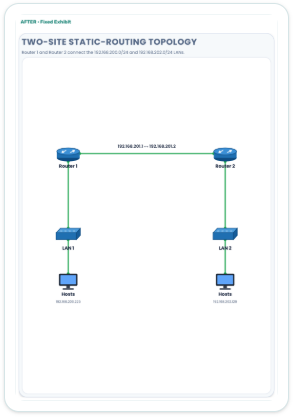 AFTER · Fixed Exhibit
TWO-SITE STATIC-ROUTING TOPOLOGY
Router 1 and Router 2 connect the 192.168.200.0/24 and 192.168.202.0/24 LANs
192.168.201.1 — 192.168.201.2
Router 1 Router 2
LAN 1 LAN 2
Hosts Hosts